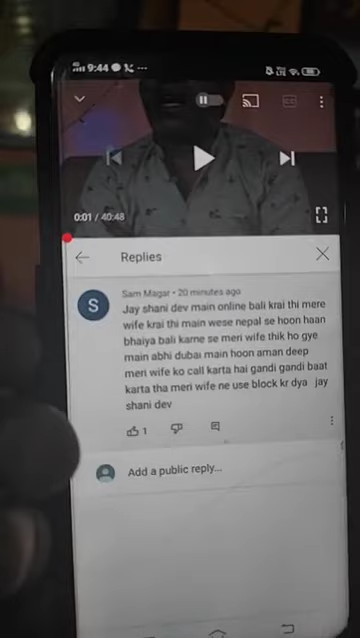 9:44
0:01 / 40:48
Replies
S
Sam Magar • 20 minutes ago
Jay shani dev main online bali krai thi mere
wife krai thi main wese nepal se hoon haan
bhaiya bali karne se meri wife thik ho gye
main abhi dubai main hoon aman deep
meri wife ko call karta hai gandi gandi baat
karta tha meri wife ne use block kr dya jay
shani dev
1
Add a public reply...